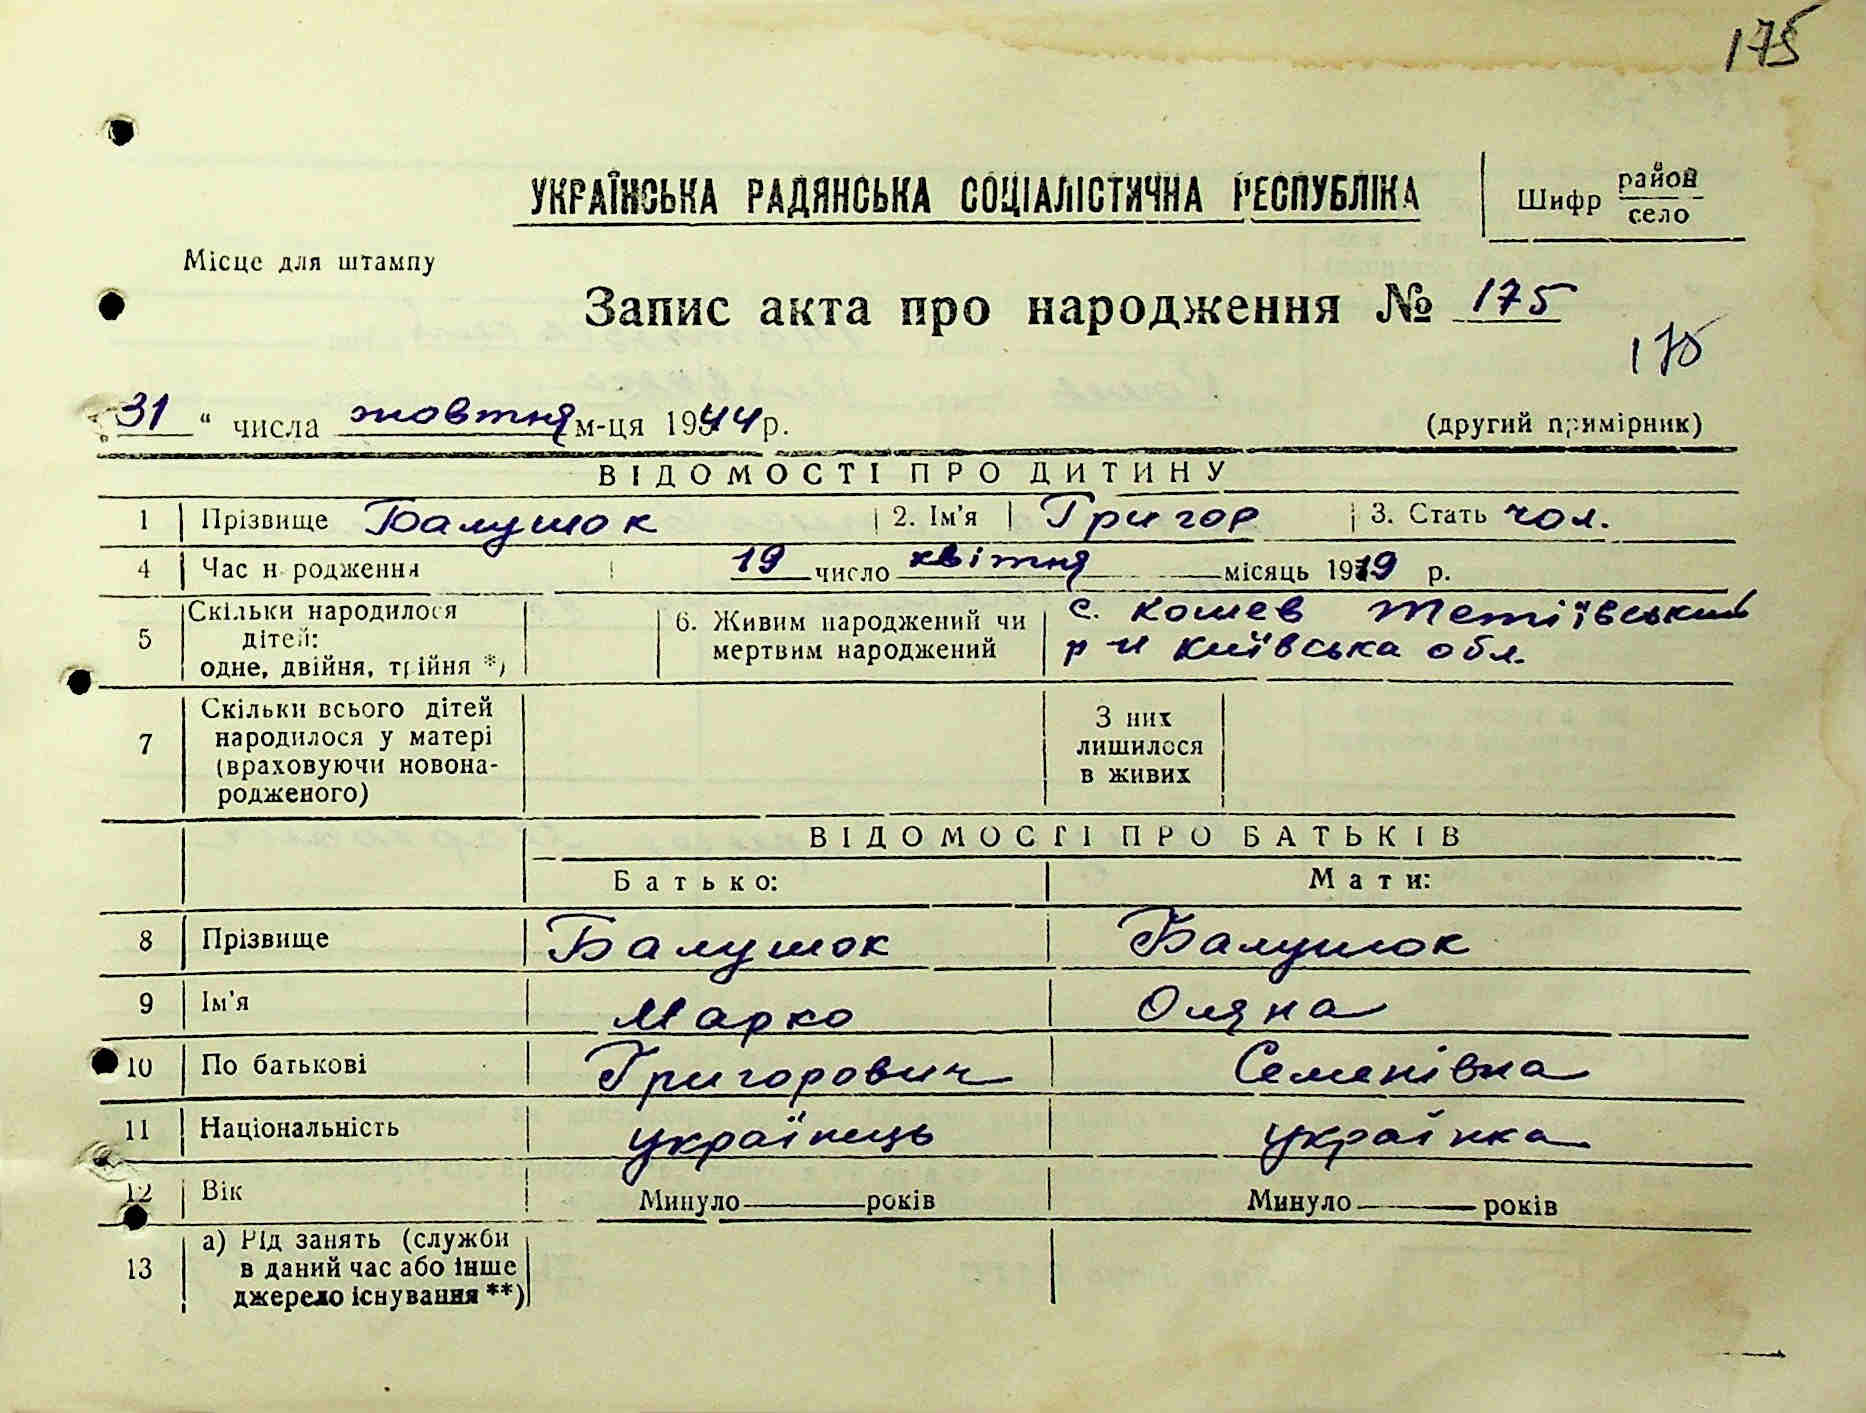 175
УКРАЇНСЬКА РАДЯНСЬКА СОЦІАЛІСТИЧНА РЕСПУБЛІКА
Шифр район
село
Місце для штампу
Запис акта про народження № 175
175
„31“ числа жовтня м-ця 1944 р.
(другий примірник)
ВІДОМОСТІ ПРО ДИТИНУ
1 Прізвище Балушок 2. Ім'я Григор 3. Стать чол.
4 Час народження 19 число квітня місяць 1919 р.
5 Скільки народилося дітей: одне, двійня, трійня *)
6. Живим народжений чи мертвим народжений
с. Кошев Тетіївський
р-н Київська обл.
7 Скільки всього дітей народилося у матері (враховуючи новонародженого)
З них лишилося в живих
ВІДОМОСТІ ПРО БАТЬКІВ
Батько: Мати:
8 Прізвище Балушок Балушок
9 Ім'я Марко Оляна
10 По батькові Григорович Семенівна
11 Національність українець українка
12 Вік Минуло років Минуло років
13 а) Рід занять (служби
в даний час або інше
джерело існування **)